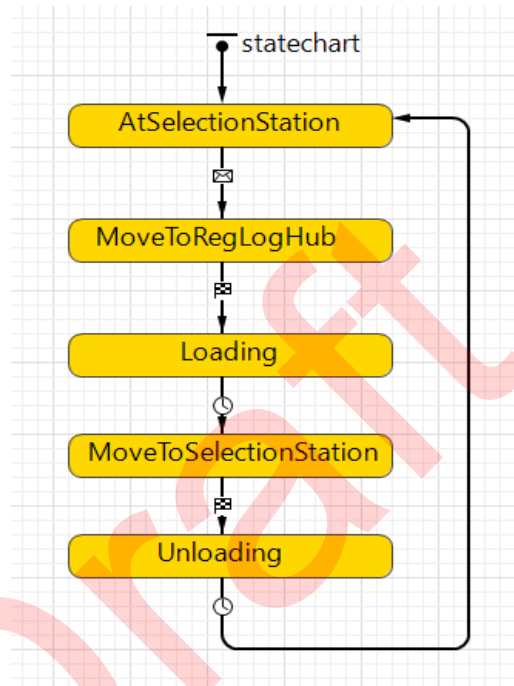 statechart
AtSelectionStation
MoveToRegLogHub
Loading
MoveToSelectionStation
Unloading
Draft